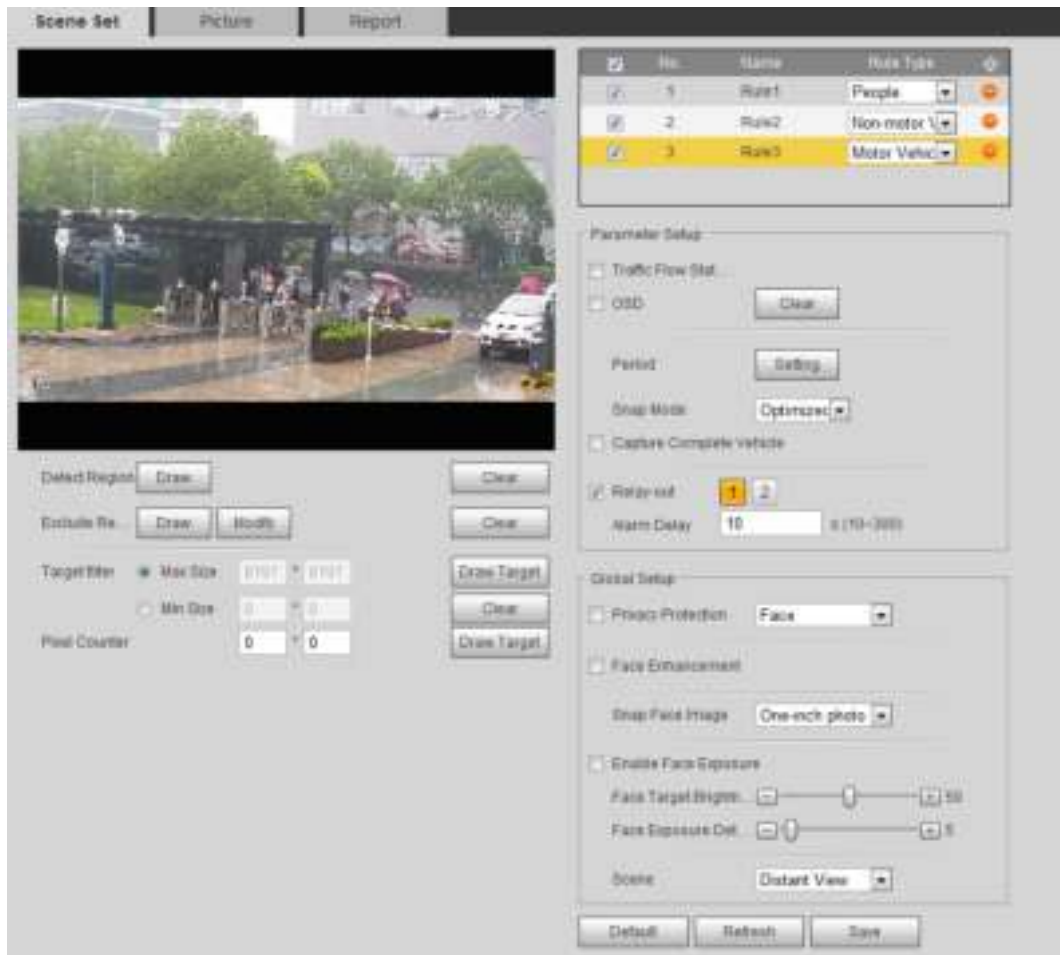 Scene Set Picture Report
No. Name Rule Type
1 Rule1 People
2 Rule2 Non-motor V
3 Rule3 Motor Vehic
Parameter Setup
Traffic Flow Stat...
OSD Clear
Period Setting
Snap Mode Optimized
Capture Complete Vehicle
Relay-out 1 2
Alarm Delay 10 s (10~300)
Detect Region Draw Clear
Exclude Re... Draw Modify Clear
Target filter Max Size 8191 * 8191 Draw Target
Min Size 0 * 0 Clear
Pixel Counter 0 * 0 Draw Target
Global Setup
Privacy Protection Face
Face Enhancement
Snap Face Image One-inch photo
Enable Face Exposure
Face Target Brightn... 50
Face Exposure Det... 5
Scene Distant View
Default Refresh Save